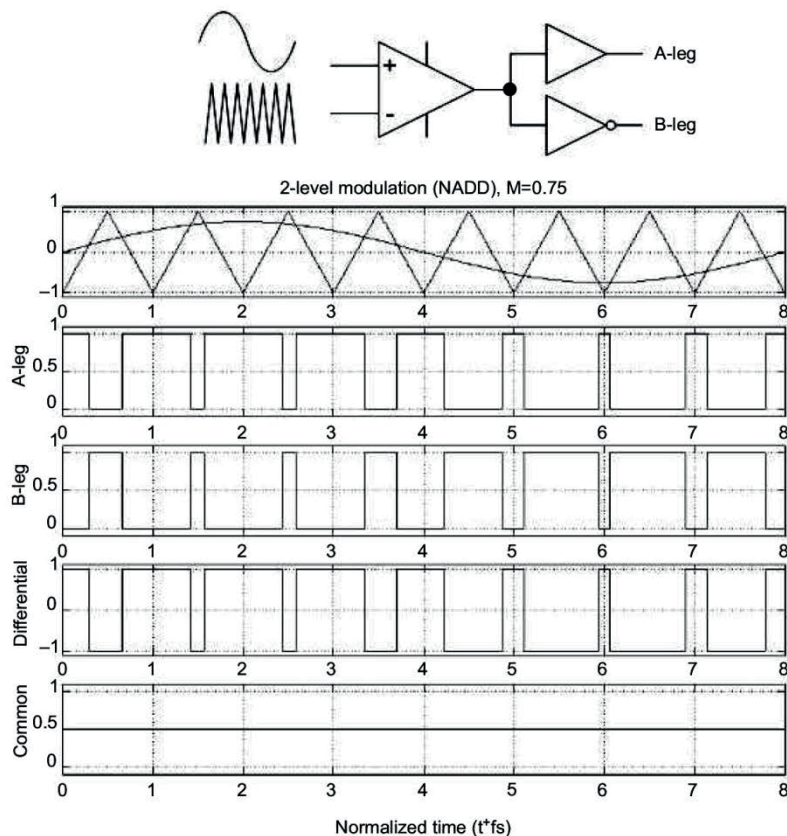 +
-
A-leg
B-leg
2-level modulation (NADD), M=0.75
1
0
−1
0 1 2 3 4 5 6 7 8
A-leg
1
0.5
0
0 1 2 3 4 5 6 7 8
B-leg
1
0.5
0
0 1 2 3 4 5 6 7 8
Differential
1
0
−1
0 1 2 3 4 5 6 7 8
Common
1
0.5
0
0 1 2 3 4 5 6 7 8
Normalized time (t+fs)